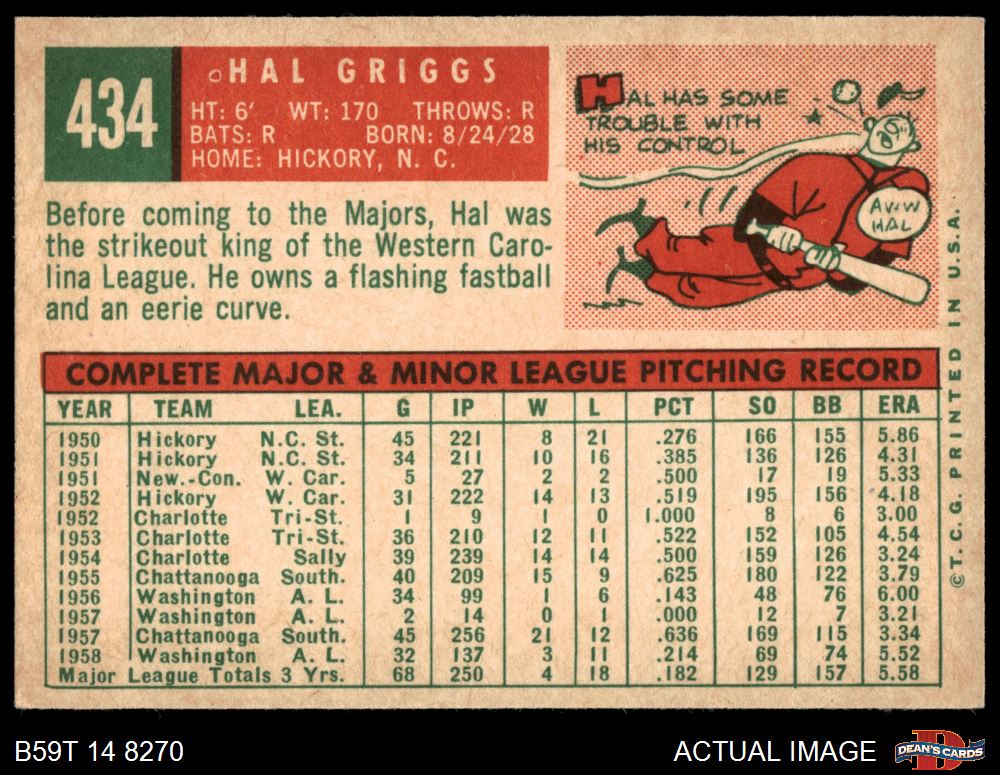 434
HAL GRIGGS
HT: 6' WT: 170 THROWS: R
BATS: R BORN: 8/24/28
HOME: HICKORY, N. C.
HAL HAS SOME
TROUBLE WITH
HIS CONTROL
AWW
HAL
Before coming to the Majors, Hal was
the strikeout king of the Western Caro-
lina League. He owns a flashing fastball
and an eerie curve.
COMPLETE MAJOR & MINOR LEAGUE PITCHING RECORD
YEAR TEAM LEA. G IP W L PCT SO BB ERA
1950 Hickory N.C. St. 45 221 8 21 .276 166 155 5.86
1951 Hickory N.C. St. 34 211 10 16 .385 136 126 4.31
1951 New.-Con. W. Car. 5 27 2 2 .500 17 19 5.33
1952 Hickory W. Car. 31 222 14 13 .519 195 156 4.18
1952 Charlotte Tri-St. 1 9 1 0 1.000 8 6 3.00
1953 Charlotte Tri-St. 36 210 12 11 .522 152 105 4.54
1954 Charlotte Sally 39 239 14 14 .500 159 126 3.24
1955 Chattanooga South. 40 209 15 9 .625 180 122 3.79
1956 Washington A. L. 34 99 1 6 .143 48 76 6.00
1957 Washington A. L. 2 14 0 1 .000 12 7 3.21
1957 Chattanooga South. 45 256 21 12 .636 169 115 3.34
1958 Washington A. L. 32 137 3 11 .214 69 74 5.52
Major League Totals 3 Yrs. 68 250 4 18 .182 129 157 5.58
© T. C. G. PRINTED IN U.S.A.
B59T 14 8270
ACTUAL IMAGE
DEAN'S CARDS